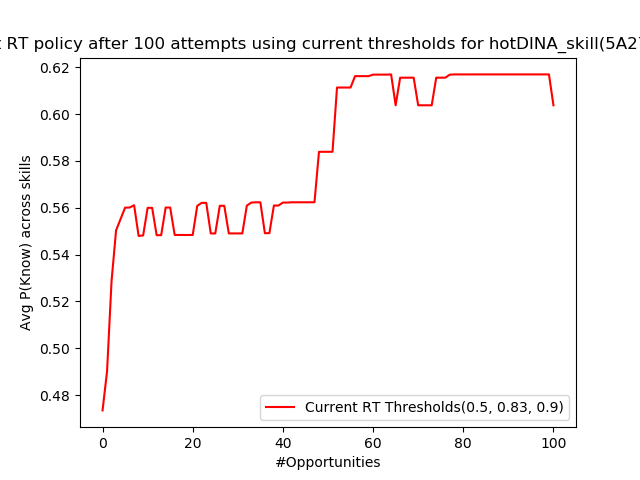 RT policy after 100 attempts using current thresholds for hotDINA_skill(5A2
0.62
0.60
0.58
0.56
0.54
0.52
0.50
0.48
Avg P(Know) across skills
Current RT Thresholds(0.5, 0.83, 0.9)
0 20 40 60 80 100
#Opportunities